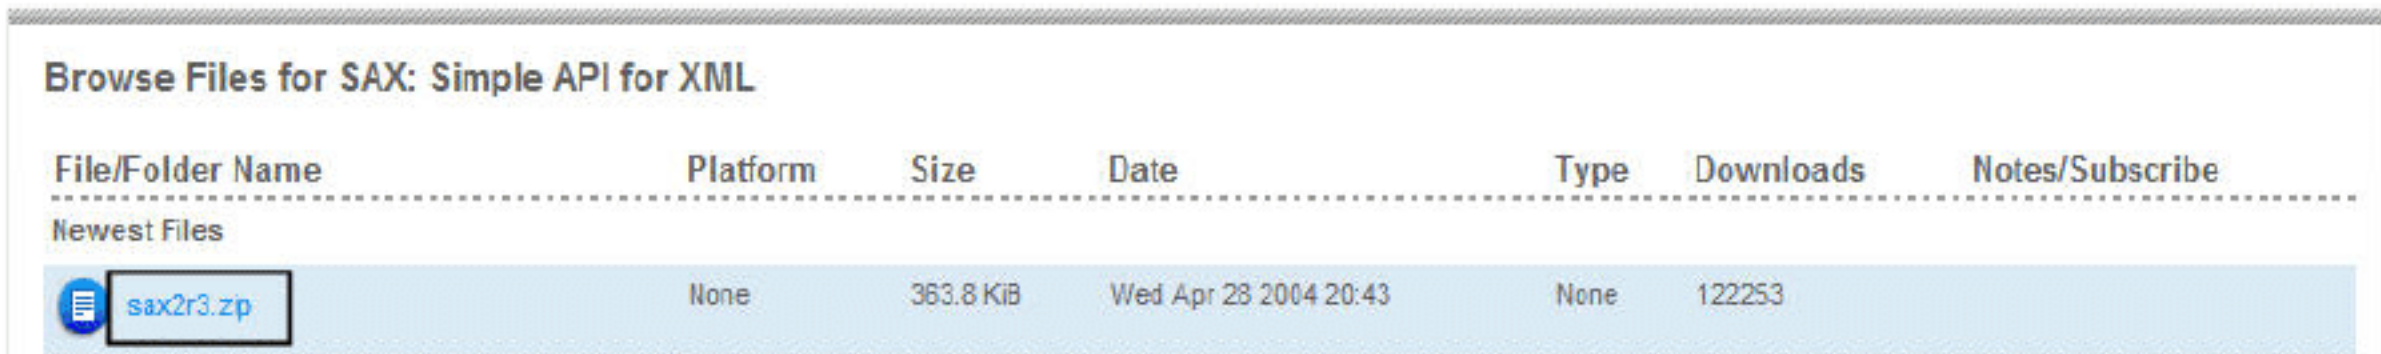 Browse Files for SAX: Simple API for XML
File/Folder Name Platform Size Date Type Downloads Notes/Subscribe
Newest Files
sax2r3.zip None 363.8 KiB Wed Apr 28 2004 20:43 None 122253